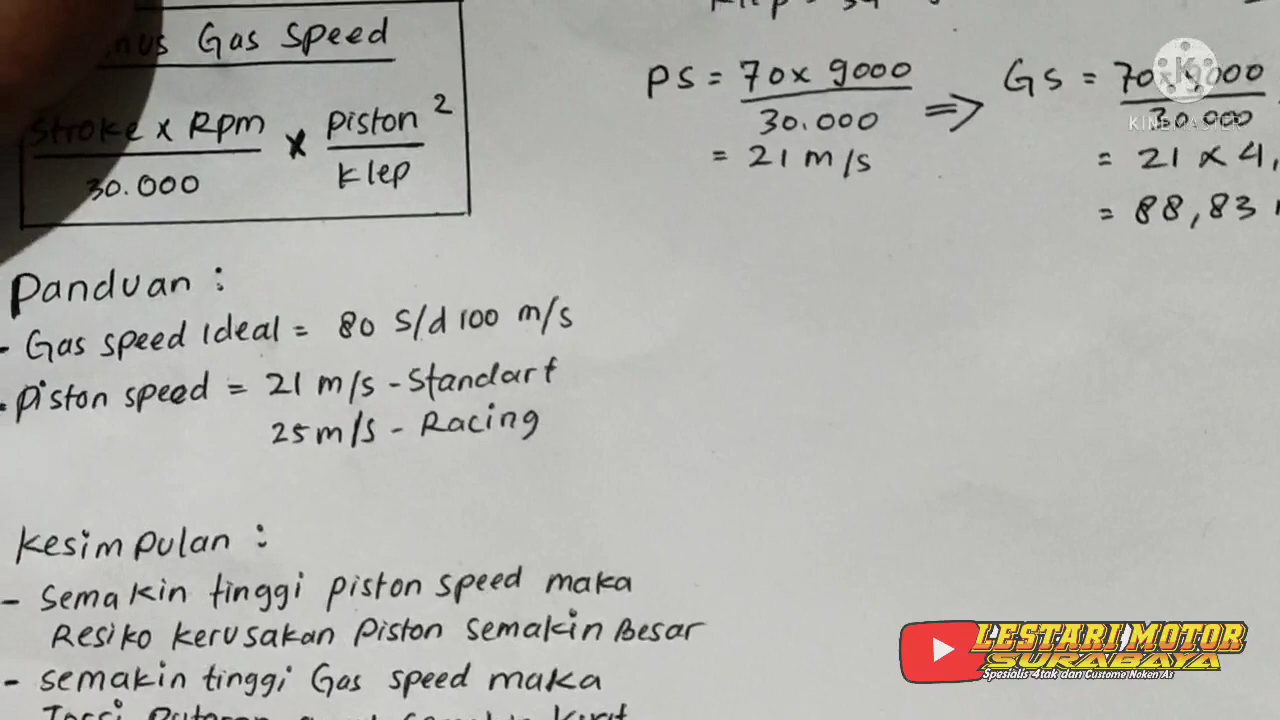 Gas Speed
Stroke x Rpm x Piston 2
30.000 Klep
PS = 70 x 9000
30.000
= 21 m/s
=> GS = 70 x 9000
30.000
= 21 x 4,
= 88,83
KINEMASTER
Panduan :
- Gas speed ideal = 80 s/d 100 m/s
. Piston speed = 21 m/s - Standart
25 m/s - Racing
Kesimpulan :
- Semakin tinggi piston speed maka
Resiko kerusakan Piston semakin Besar
- semakin tinggi Gas speed maka
LESTARI MOTOR
SURABAYA
Spesialis 4tak dan Custome Noken As